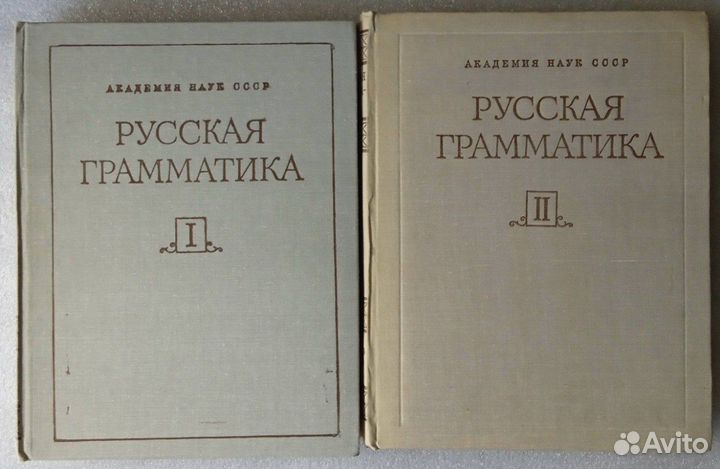 АКАДЕМИЯ НАУК СССР
РУССКАЯ
ГРАММАТИКА
I
АКАДЕМИЯ НАУК СССР
РУССКАЯ
ГРАММАТИКА
II
Avito